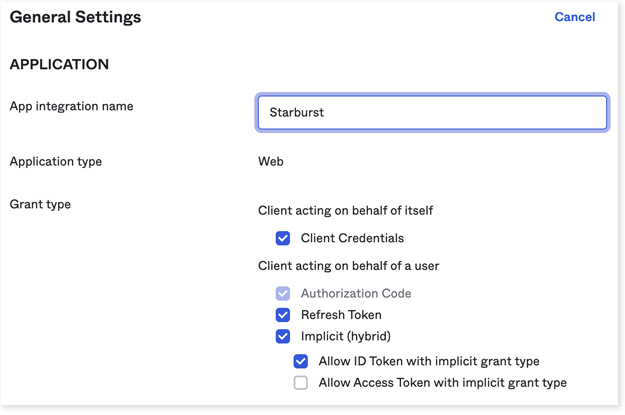 General Settings
Cancel
APPLICATION
App integration name
Starburst
Application type
Web
Grant type
Client acting on behalf of itself
Client Credentials
Client acting on behalf of a user
Authorization Code
Refresh Token
Implicit (hybrid)
Allow ID Token with implicit grant type
Allow Access Token with implicit grant type